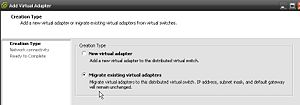 Add Virtual Adapter
Creation Type
Add a new virtual adapter or migrate existing virtual adapters from virtual switches.
Creation Type
Network connectivity
Ready to Complete
Creation Type
New virtual adapter
Add a new virtual adapter to the distributed virtual switch.
Migrate existing virtual adapters
Migrate virtual adapters to this distributed virtual switch. IP address, subnet mask, and default gateway
will remain unchanged.